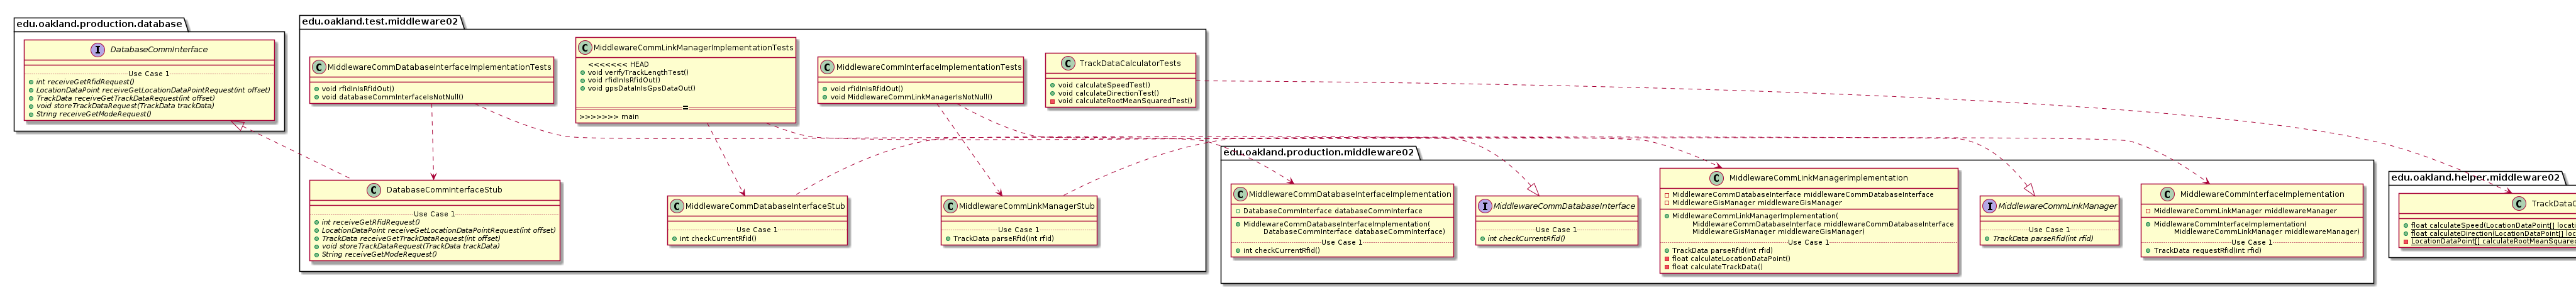 edu.oakland.production.database
I DatabaseCommInterface
Use Case 1
int receiveGetRfidRequest()
LocationDataPoint receiveGetLocationDataPointRequest(int offset)
TrackData receiveGetTrackDataRequest(int offset)
void storeTrackDataRequest(TrackData trackData)
String receiveGetModeRequest()
edu.oakland.test.middleware02
C MiddlewareCommDatabaseInterfaceImplementationTests
void rfidInIsRfidOut()
void databaseCommInterfaceIsNotNull()
C MiddlewareCommLinkManagerImplementationTests
<<<<<<< HEAD
void verifyTrackLengthTest()
void rfidInIsRfidOut()
void gpsDataInIsGpsDataOut()
=
>>>>>>> main
C MiddlewareCommInterfaceImplementationTests
void rfidInIsRfidOut()
void MiddlewareCommLinkManagerIsNotNull()
C TrackDataCalculatorTests
void calculateSpeedTest()
void calculateDirectionTest()
void calculateRootMeanSquaredTest()
C DatabaseCommInterfaceStub
Use Case 1
int receiveGetRfidRequest()
LocationDataPoint receiveGetLocationDataPointRequest(int offset)
TrackData receiveGetTrackDataRequest(int offset)
void storeTrackDataRequest(TrackData trackData)
String receiveGetModeRequest()
C MiddlewareCommDatabaseInterfaceStub
Use Case 1
int checkCurrentRfid()
C MiddlewareCommLinkManagerStub
Use Case 1
TrackData parseRfid(int rfid)
edu.oakland.production.middleware02
C MiddlewareCommDatabaseInterfaceImplementation
DatabaseCommInterface databaseCommInterface
MiddlewareCommDatabaseInterfaceImplementation(
DatabaseCommInterface databaseCommInterface)
Use Case 1
int checkCurrentRfid()
I MiddlewareCommDatabaseInterface
Use Case 1
int checkCurrentRfid()
C MiddlewareCommLinkManagerImplementation
MiddlewareCommDatabaseInterface middlewareCommDatabaseInterface
MiddlewareGisManager middlewareGisManager
MiddlewareCommLinkManagerImplementation(
MiddlewareCommDatabaseInterface middlewareCommDatabaseInterface
MiddlewareGisManager middlewareGisManager)
Use Case 1
TrackData parseRfid(int rfid)
float calculateLocationDataPoint()
float calculateTrackData()
I MiddlewareCommLinkManager
Use Case 1
TrackData parseRfid(int rfid)
C MiddlewareCommInterfaceImplementation
MiddlewareCommLinkManager middlewareManager
MiddlewareCommInterfaceImplementation(
MiddlewareCommLinkManager middlewareManager)
Use Case 1
TrackData requestRfid(int rfid)
edu.oakland.helper.middleware02
C TrackDataC
float calculateSpeed(LocationDataPoint[] locati
float calculateDirection(LocationDataPoint[] loc
LocationDataPoint[] calculateRootMeanSquared